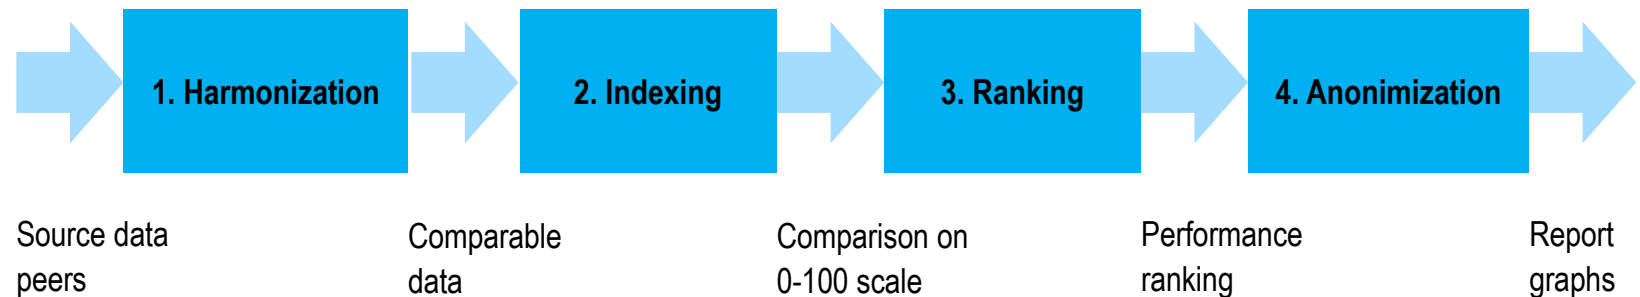 1. Harmonization
2. Indexing
3. Ranking
4. Anonimization
Source data
peers
Comparable
data
Comparison on
0-100 scale
Performance
ranking
Report
graphs